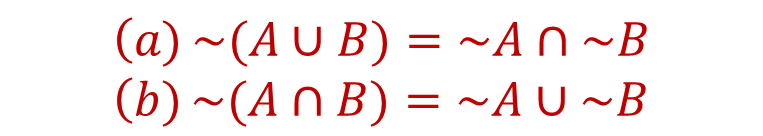 (a) ~(A ∪ B) = ~A ∩ ~B
(b) ~(A ∩ B) = ~A ∪ ~B